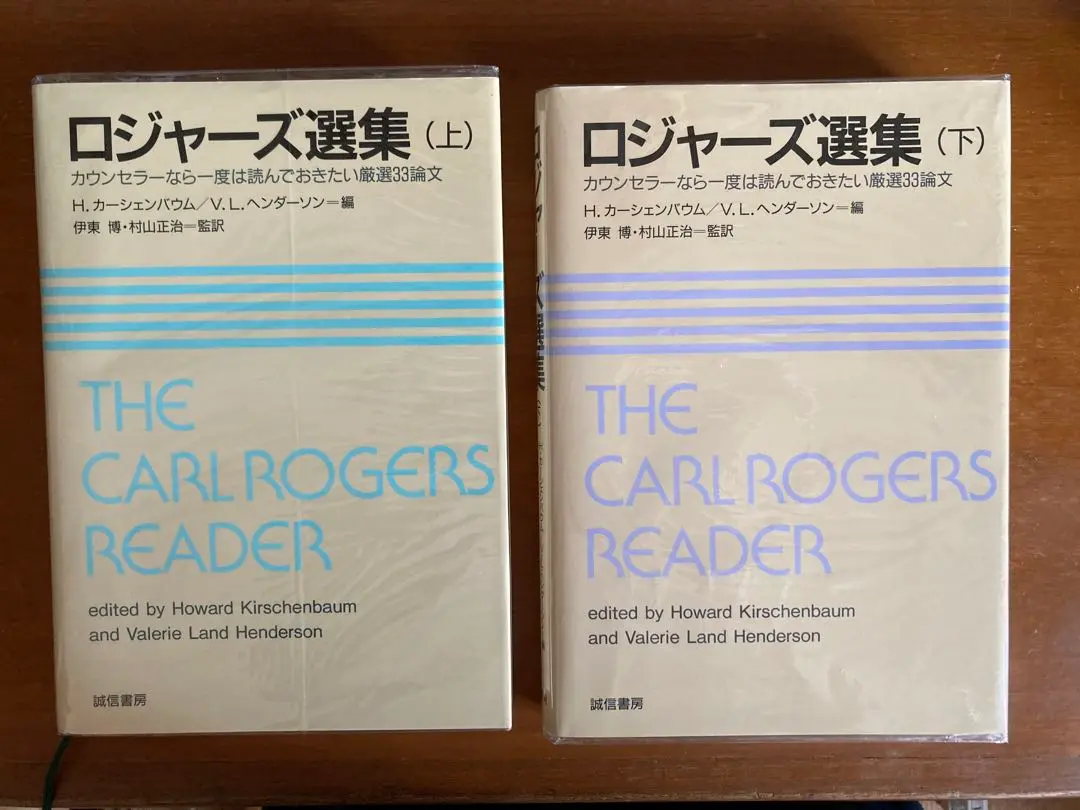 ロジャーズ選集(上)
カウンセラーなら一度は読んでおきたい厳選33論文
H.カーシェンバウム/V.L.ヘンダーソン=編
伊東 博・村山正治=監訳
THE
CARL ROGERS
READER
edited by Howard Kirschenbaum
and Valerie Land Henderson
誠信書房
ロジャーズ選集(下)
カウンセラーなら一度は読んでおきたい厳選33論文
H.カーシェンバウム/V.L.ヘンダーソン=編
伊東 博・村山正治=監訳
THE
CARL ROGERS
READER
edited by Howard Kirschenbaum
and Valerie Land Henderson
誠信書房